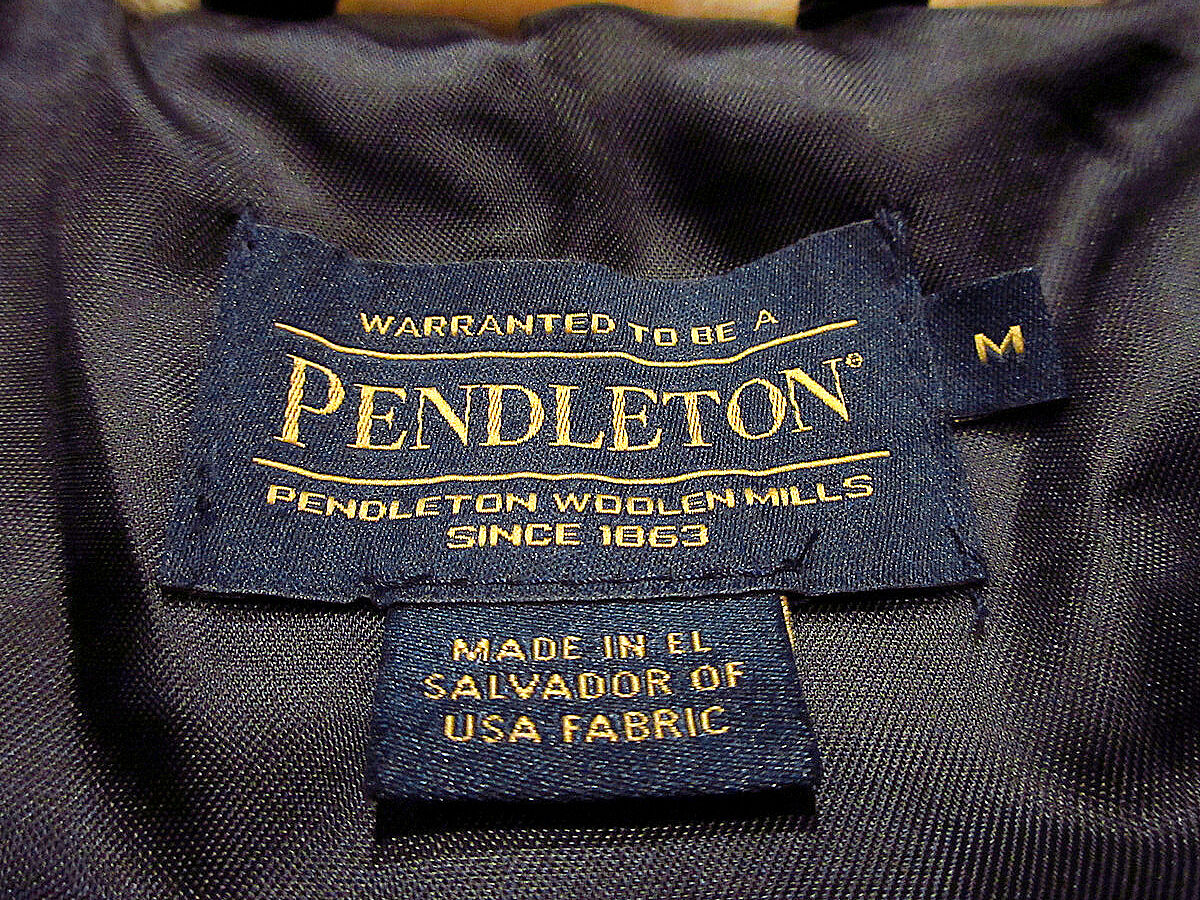 WARRANTED TO BE A
PENDLETON®
M
PENDLETON WOOLEN MILLS
SINCE 1863
MADE IN EL
SALVADOR OF
USA FABRIC